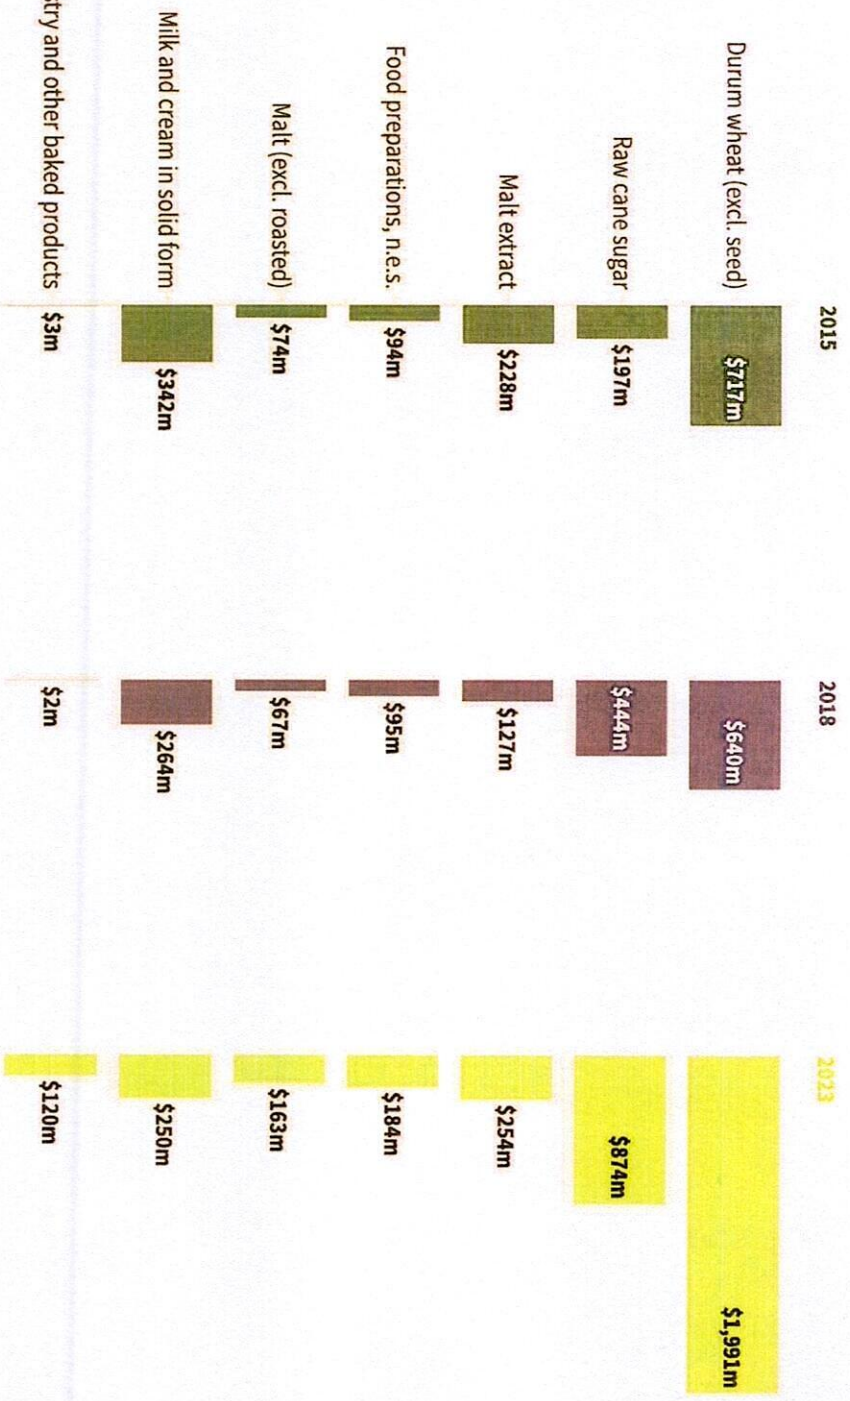 2015 2018 2023
Durum wheat (excl. seed) $717m $640m $1,991m
Raw cane sugar $197m $444m $874m
Malt extract $228m $127m $254m
Food preparations, n.e.s. $94m $95m $184m
Malt (excl. roasted) $74m $67m $163m
Milk and cream in solid form $342m $264m $250m
and other baked products $3m $2m $120m